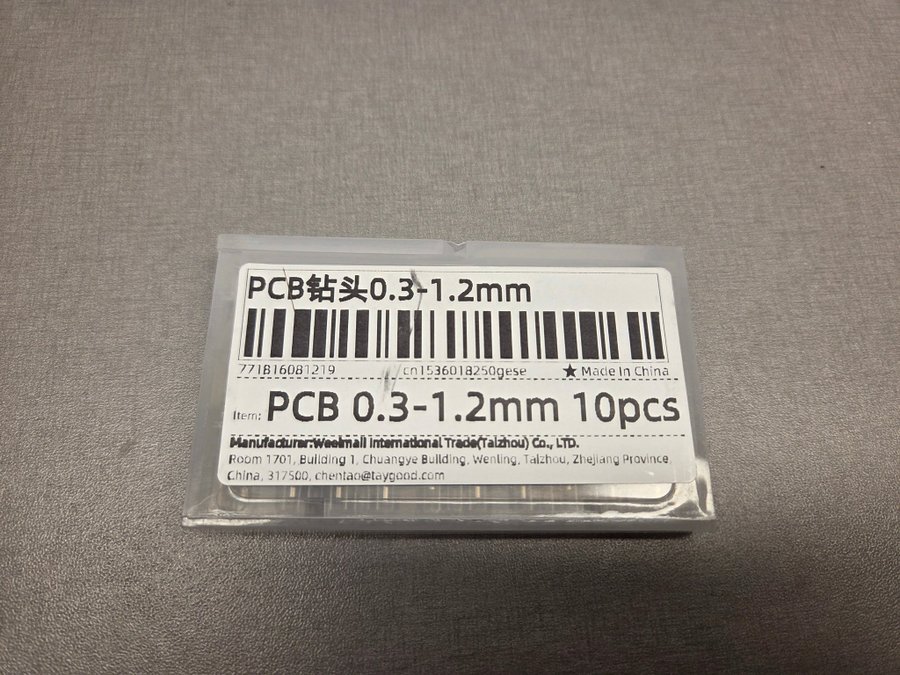 PCB钻头0.3-1.2mm
771B16081219 cn1536018250gese ★ Made In China
Item: PCB 0.3-1.2mm 10pcs
Manufacturer:Weelmall International Trade(Taizhou) Co., LTD.
Room 1701, Building 1, Chuangye Building, Wenling, Taizhou, Zhejiang Province,
China, 317500, chentao@taygood.com